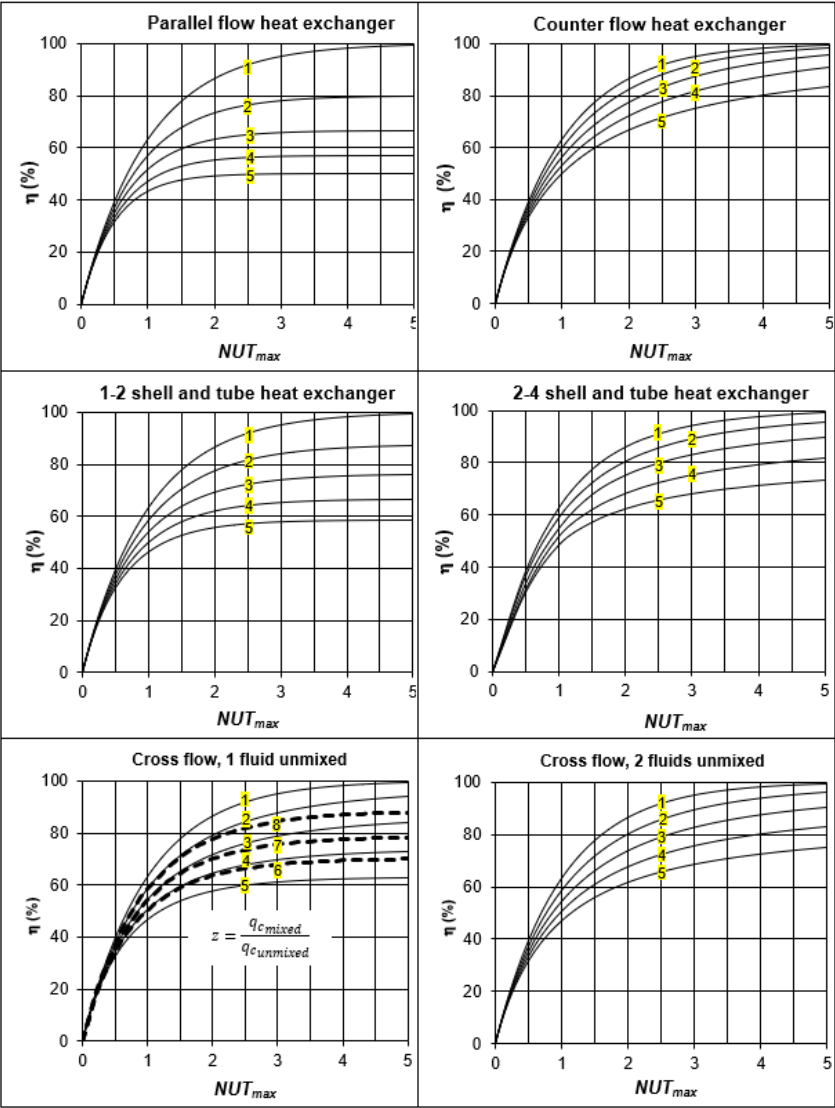 Parallel flow heat exchanger
100
80
60
40
20
0
η (%)
1
2
3
4
5
0 1 2 3 4 5
NUTmax
Counter flow heat exchanger
100
80
60
40
20
0
η (%)
1
2
3
4
5
0 1 2 3 4 5
NUTmax
1-2 shell and tube heat exchanger
100
80
60
40
20
0
η (%)
1
2
3
4
5
0 1 2 3 4 5
NUTmax
2-4 shell and tube heat exchanger
100
80
60
40
20
0
η (%)
1
2
3
4
5
0 1 2 3 4 5
NUTmax
Cross flow, 1 fluid unmixed
100
80
60
40
20
0
η (%)
1
2 8
3 7
4 6
5
z = qcmixed / qcunmixed
0 1 2 3 4 5
NUTmax
Cross flow, 2 fluids unmixed
100
80
60
40
20
0
η (%)
1
2
3
4
5
0 1 2 3 4 5
NUTmax